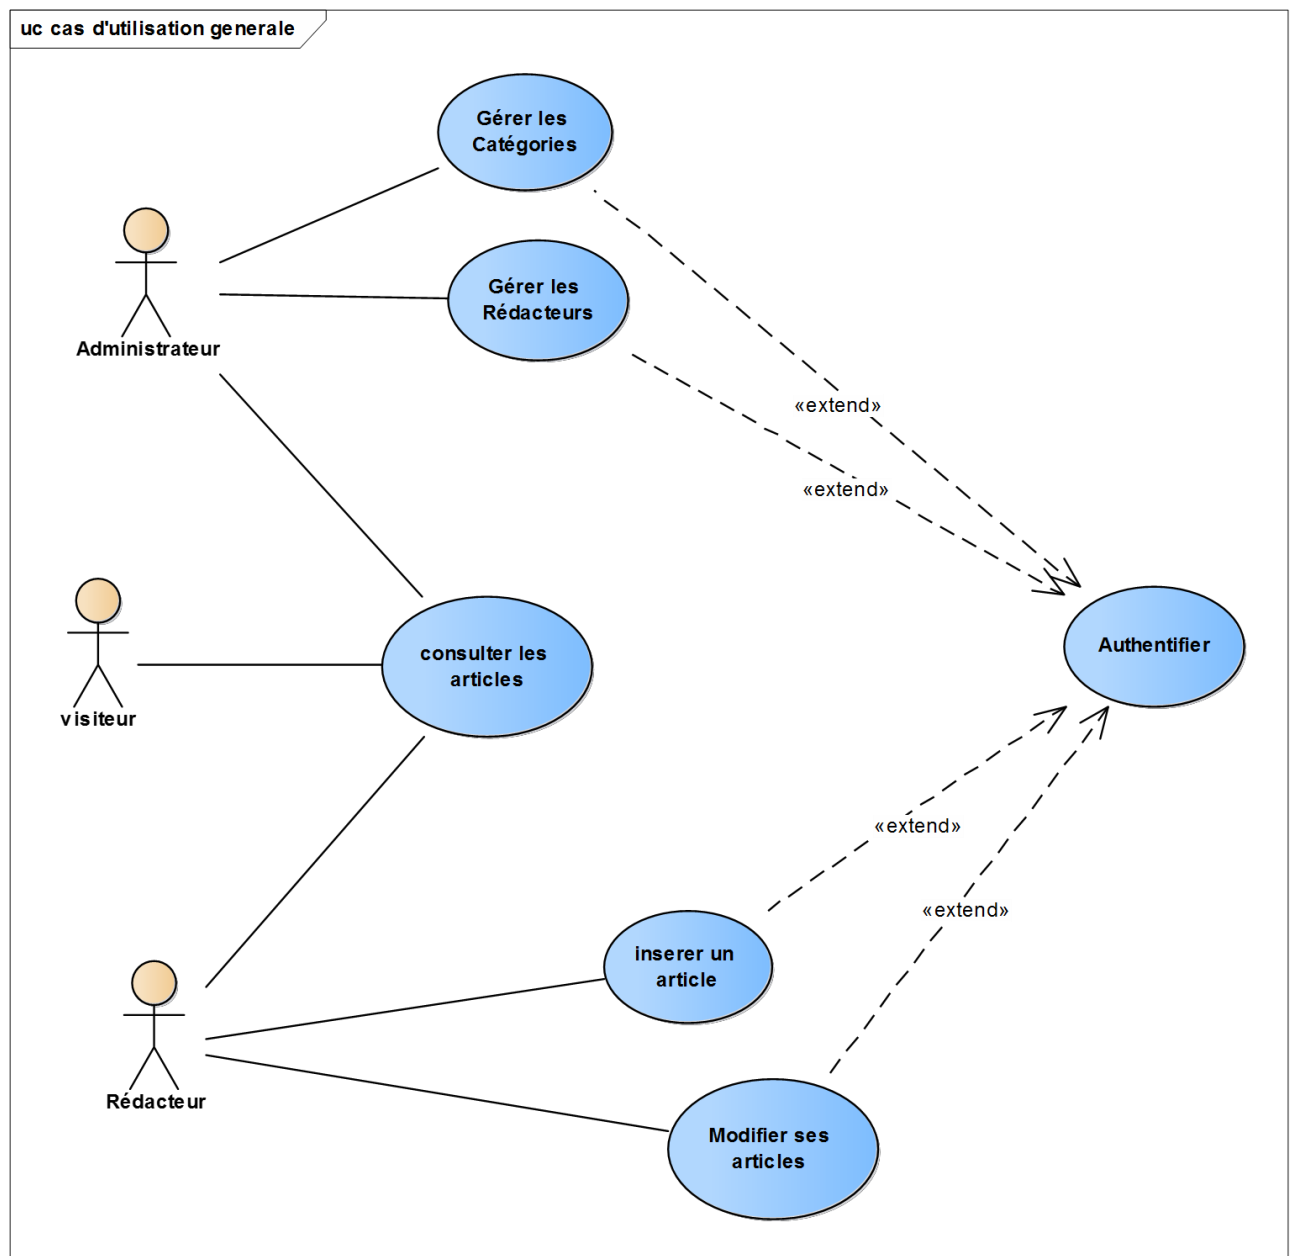 uc cas d'utilisation generale
Gérer les
Catégories
Gérer les
Rédacteurs
Administrateur
«extend»
«extend»
Authentifier
consulter les
articles
visiteur
«extend»
«extend»
inserer un
article
Rédacteur
Modifier ses
articles